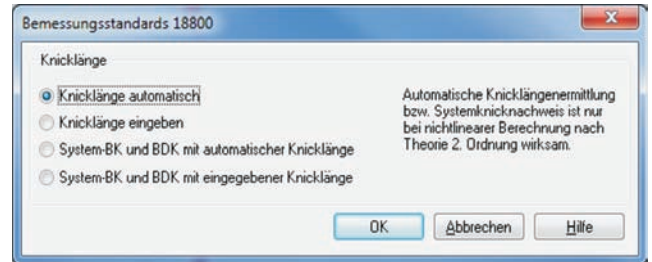 Bemessungsstandards 18800
Knicklänge
Knicklänge automatisch
Knicklänge eingeben
System-BK und BDK mit automatischer Knicklänge
System-BK und BDK mit eingegebener Knicklänge
Automatische Knicklängenermittlung
bzw. Systemknicknachweis ist nur
bei nichtlinearer Berechnung nach
Theorie 2. Ordnung wirksam.
OK
Abbrechen
Hilfe